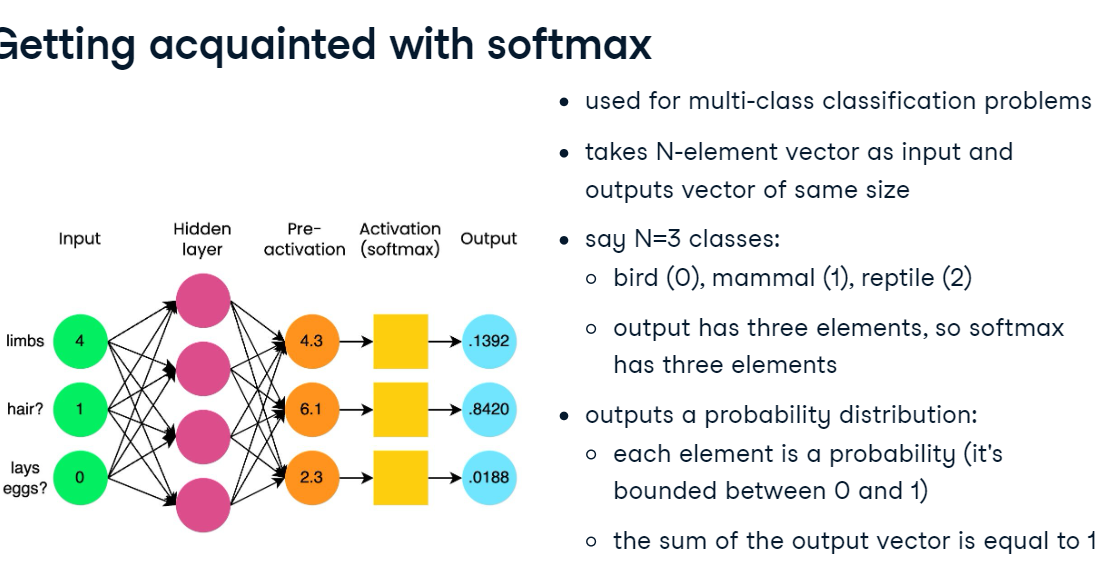 Getting acquainted with softmax
used for multi-class classification problems
takes N-element vector as input and
outputs vector of same size
say N=3 classes:
bird (0), mammal (1), reptile (2)
output has three elements, so softmax
has three elements
outputs a probability distribution:
each element is a probability (it's
bounded between 0 and 1)
the sum of the output vector is equal to 1
Input
Hidden
layer
Pre-
activation
Activation
(softmax)
Output
limbs
4
4.3
.1392
hair?
1
6.1
.8420
lays
eggs?
0
2.3
.0188